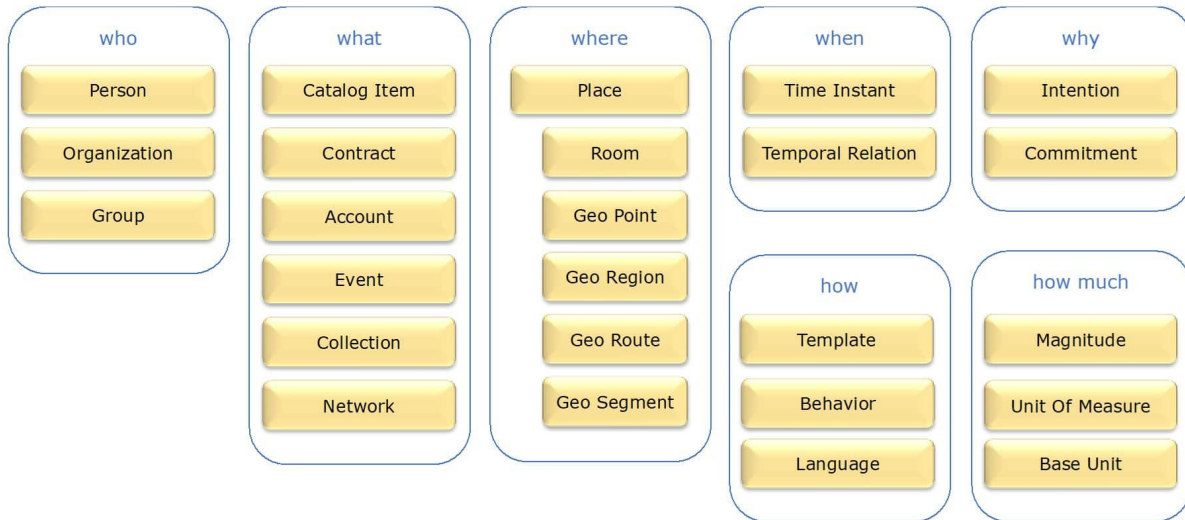 who
Person
Organization
Group
what
Catalog Item
Contract
Account
Event
Collection
Network
where
Place
Room
Geo Point
Geo Region
Geo Route
Geo Segment
when
Time Instant
Temporal Relation
why
Intention
Commitment
how
Template
Behavior
Language
how much
Magnitude
Unit Of Measure
Base Unit